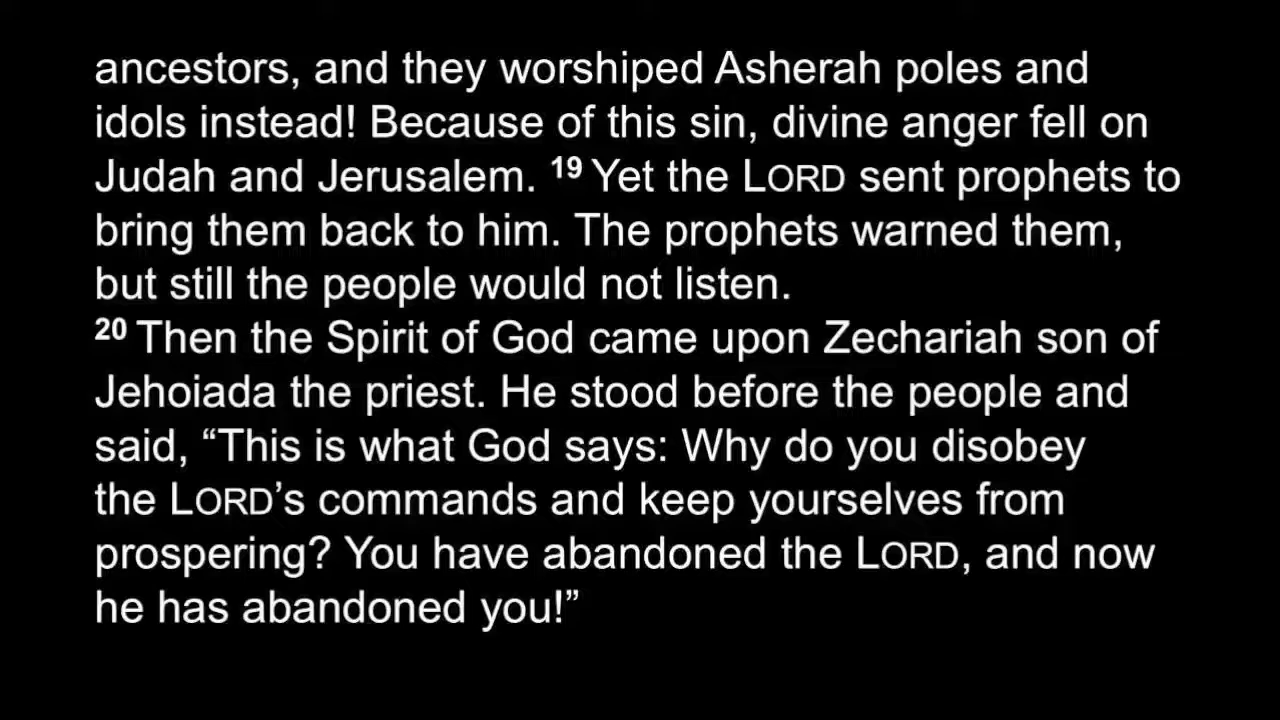 ancestors, and they worshiped Asherah poles and
idols instead! Because of this sin, divine anger fell on
Judah and Jerusalem. 19 Yet the LORD sent prophets to
bring them back to him. The prophets warned them,
but still the people would not listen.
20 Then the Spirit of God came upon Zechariah son of
Jehoiada the priest. He stood before the people and
said, “This is what God says: Why do you disobey
the LORD’s commands and keep yourselves from
prospering? You have abandoned the LORD, and now
he has abandoned you!”